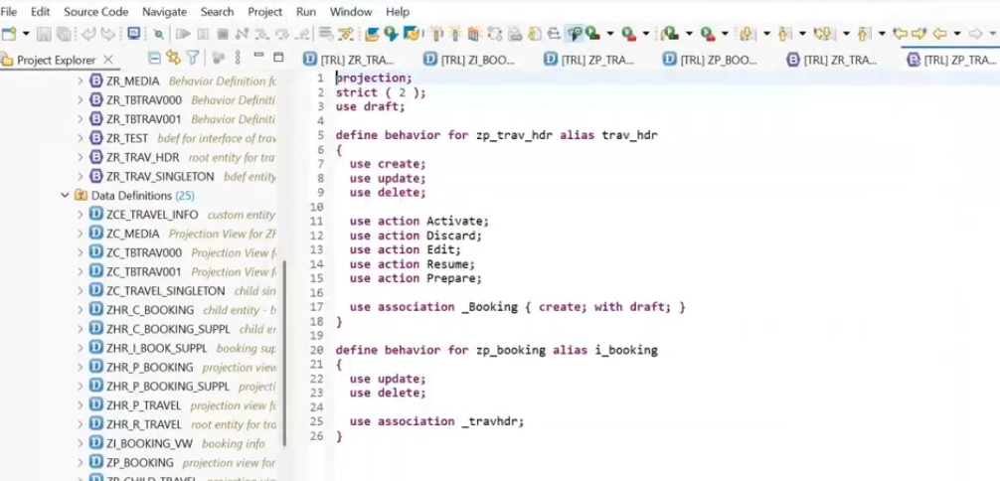 File Edit Source Code Navigate Search Project Run Window Help
Project Explorer
[TRL] ZR_TRA... [TRL] ZI_BOO... [TRL] ZP_TRA... [TRL] ZP_BOO... [TRL] ZR_TRA... [TRL] ZP_TRA...
ZR_MEDIA Behavior Definition fo
ZR_TBTRAV000 Behavior Definiti
ZR_TBTRAV001 Behavior Definiti
ZR_TEST bdef for interface of trav
ZR_TRAV_HDR root entity for tra
ZR_TRAV_SINGLETON bdef entity
Data Definitions (25)
ZCE_TRAVEL_INFO custom entity
ZC_MEDIA Projection View for ZH
ZC_TBTRAV000 Projection View f
ZC_TBTRAV001 Projection View f
ZC_TRAVEL_SINGLETON child sin
ZHR_C_BOOKING child entity - b
ZHR_C_BOOKING_SUPPL child er
ZHR_I_BOOK_SUPPL booking sup
ZHR_P_BOOKING projection view
ZHR_P_BOOKING_SUPPL projecti
ZHR_P_TRAVEL projection view fo
ZHR_R_TRAVEL root entity for tra
ZI_BOOKING_VW booking info
ZP_BOOKING projection view for
1 projection;
2 strict ( 2 );
3 use draft;
4
5 define behavior for zp_trav_hdr alias trav_hdr
6 {
7 use create;
8 use update;
9 use delete;
10
11 use action Activate;
12 use action Discard;
13 use action Edit;
14 use action Resume;
15 use action Prepare;
16
17 use association _Booking { create; with draft; }
18 }
19
20 define behavior for zp_booking alias i_booking
21 {
22 use update;
23 use delete;
24
25 use association _travhdr;
26 }